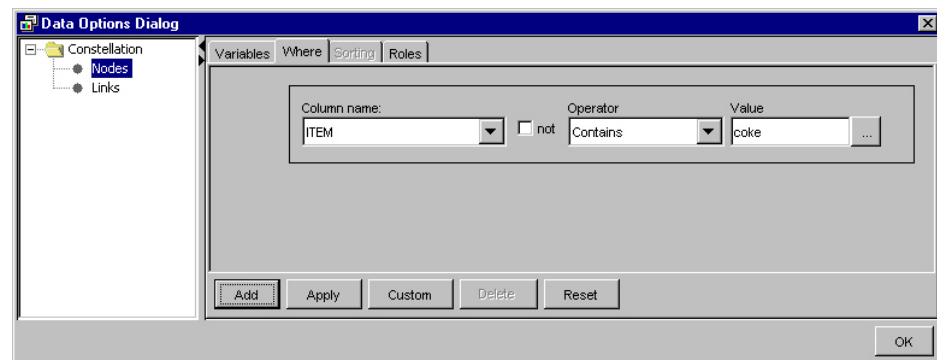 Data Options Dialog
Constellation
Nodes
Links
Variables Where Sorting Roles
Column name: Operator Value
ITEM not Contains coke ...
Add Apply Custom Delete Reset
OK